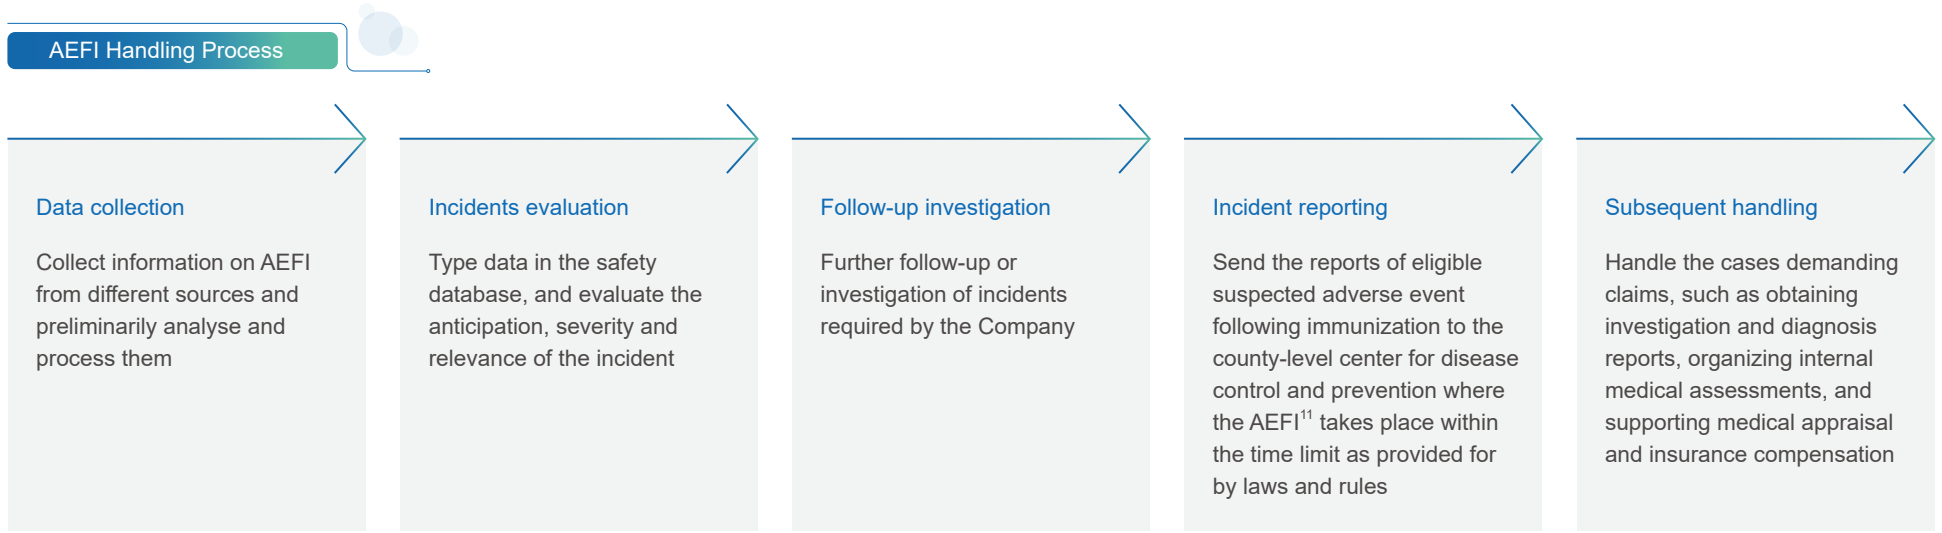 AEFI Handling Process
Data collection
Collect information on AEFI
from different sources and
preliminarily analyse and
process them
Incidents evaluation
Type data in the safety
database, and evaluate the
anticipation, severity and
relevance of the incident
Follow-up investigation
Further follow-up or
investigation of incidents
required by the Company
Incident reporting
Send the reports of eligible
suspected adverse event
following immunization to the
county-level center for disease
control and prevention where
the AEFI11 takes place within
the time limit as provided for
by laws and rules
Subsequent handling
Handle the cases demanding
claims, such as obtaining
investigation and diagnosis
reports, organizing internal
medical assessments, and
supporting medical appraisal
and insurance compensation